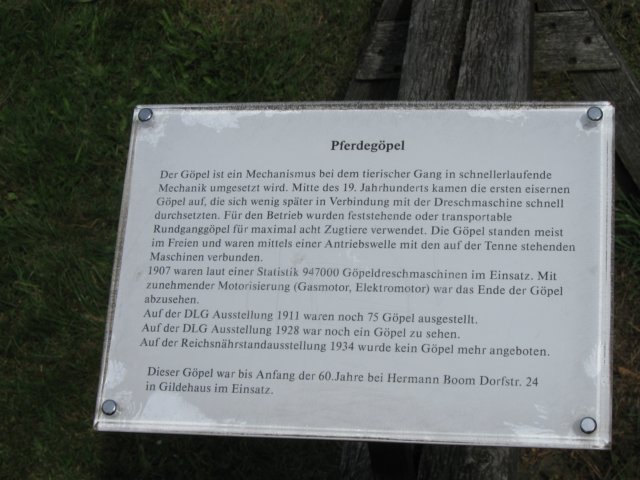 Pferdegöpel
Der Göpel ist ein Mechanismus bei dem tierischer Gang in schnellerlaufende
Mechanik umgesetzt wird. Mitte des 19. Jahrhunderts kamen die ersten eisernen
Göpel auf, die sich wenig später in Verbindung mit der Dreschmaschine schnell
durchsetzten. Für den Betrieb wurden feststehende oder transportable
Rundganggöpel für maximal acht Zugtiere verwendet. Die Göpel standen meist
im Freien und waren mittels einer Antriebswelle mit den auf der Tenne stehenden
Maschinen verbunden.
1907 waren laut einer Statistik 947000 Göpeldreschmaschinen im Einsatz. Mit
zunehmender Motorisierung (Gasmotor, Elektromotor) war das Ende der Göpel
abzusehen.
Auf der DLG Ausstellung 1911 waren noch 75 Göpel ausgestellt.
Auf der DLG Ausstellung 1928 war noch ein Göpel zu sehen.
Auf der Reichsnährstandausstellung 1934 wurde kein Göpel mehr angeboten.
Dieser Göpel war bis Anfang der 60.Jahre bei Hermann Boom Dorfstr. 24
in Gildehaus im Einsatz.